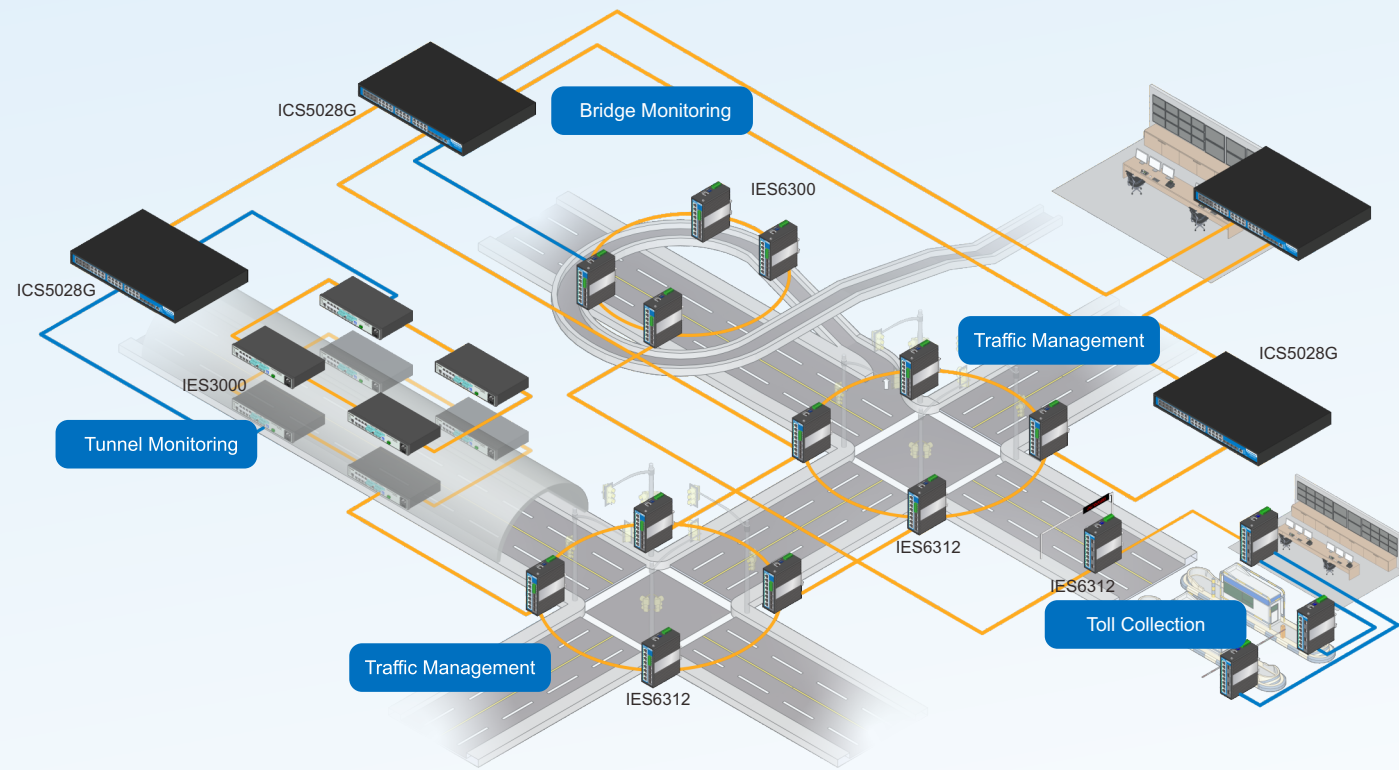 ICS5028G
Bridge Monitoring
IES6300
ICS5028G
Traffic Management
ICS5028G
IES3000
Tunnel Monitoring
IES6312
IES6312
Toll Collection
Traffic Management
IES6312